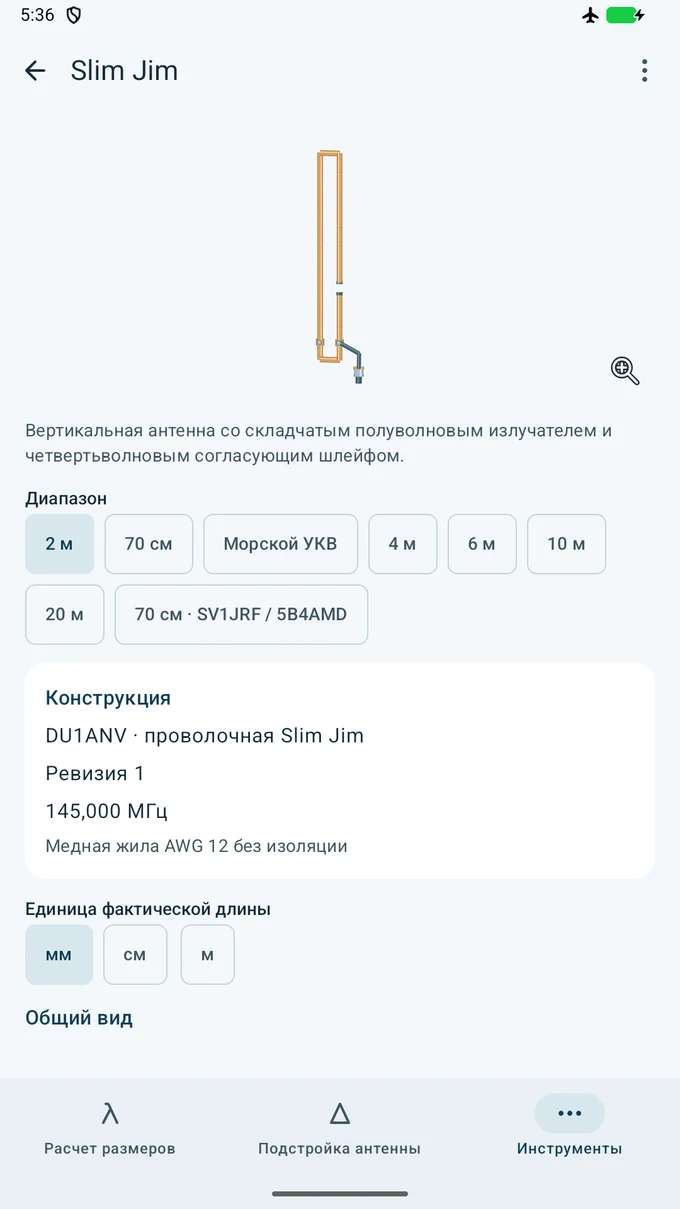 5:36
Slim Jim
Вертикальная антенна со складчатым полуволновым излучателем и
четвертьволновым согласующим шлейфом.
Диапазон
2 м
70 см
Морской УКВ
4 м
6 м
10 м
20 м
70 см · SV1JRF / 5B4AMD
Конструкция
DU1ANV · проволочная Slim Jim
Ревизия 1
145,000 МГц
Медная жила AWG 12 без изоляции
Единица фактической длины
мм
см
м
Общий вид
Расчет размеров
Подстройка антенны
Инструменты